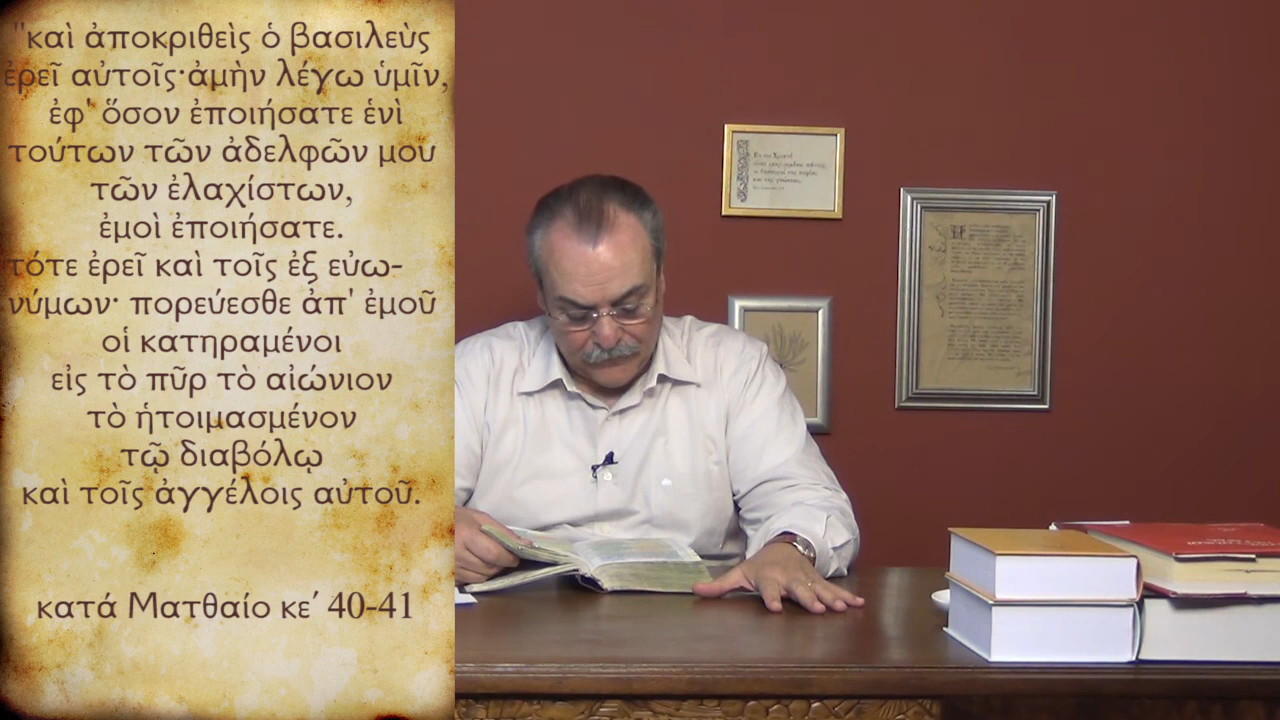 "καὶ ἀποκριθεὶς ὁ βασιλεὺς
ἐρεῖ αὐτοῖς·ἀμὴν λέγω ὑμῖν,
ἐφ' ὅσον ἐποιήσατε ἑνὶ
τούτων τῶν ἀδελφῶν μου
τῶν ἐλαχίστων,
ἐμοὶ ἐποιήσατε.
τότε ἐρεῖ καὶ τοῖς ἐξ εὐω-
νύμων· πορεύεσθε ἀπ' ἐμοῦ
οἱ κατηραμένοι
εἰς τὸ πῦρ τὸ αἰώνιον
τὸ ἡτοιμασμένον
τῷ διαβόλῳ
καὶ τοῖς ἀγγέλοις αὐτοῦ.
κατά Ματθαίο κε΄ 40-41